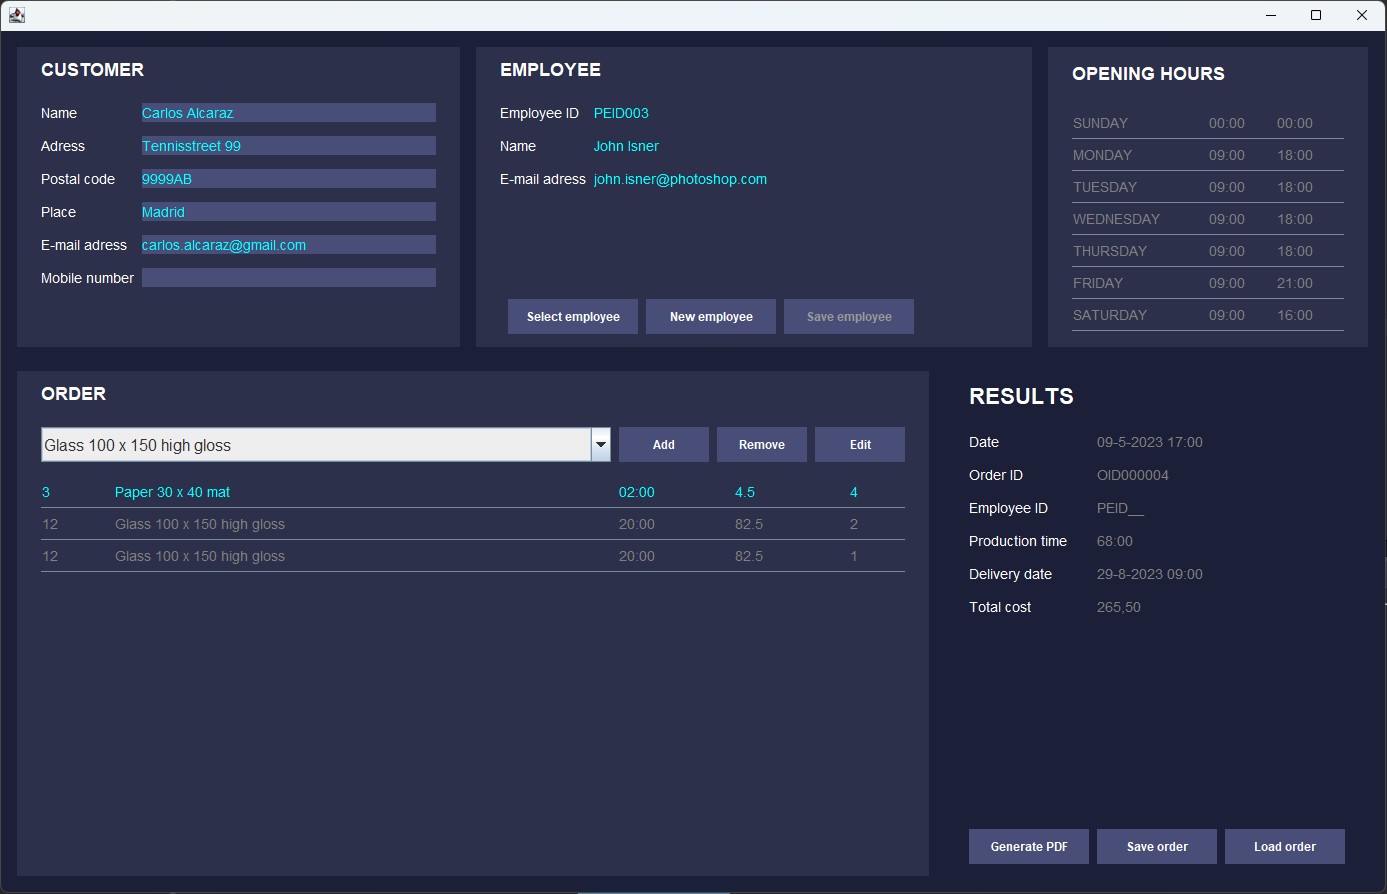 CUSTOMER
Name Carlos Alcaraz
Adress Tennisstreet 99
Postal code 9999AB
Place Madrid
E-mail adress carlos.alcaraz@gmail.com
Mobile number
EMPLOYEE
Employee ID PEID003
Name John Isner
E-mail adress john.isner@photoshop.com
Select employee New employee Save employee
OPENING HOURS
SUNDAY 00:00 00:00
MONDAY 09:00 18:00
TUESDAY 09:00 18:00
WEDNESDAY 09:00 18:00
THURSDAY 09:00 18:00
FRIDAY 09:00 21:00
SATURDAY 09:00 16:00
ORDER
Glass 100 x 150 high gloss Add Remove Edit
3 Paper 30 x 40 mat 02:00 4.5 4
12 Glass 100 x 150 high gloss 20:00 82.5 2
12 Glass 100 x 150 high gloss 20:00 82.5 1
RESULTS
Date 09-5-2023 17:00
Order ID OID000004
Employee ID PEID__
Production time 68:00
Delivery date 29-8-2023 09:00
Total cost 265,50
Generate PDF Save order Load order